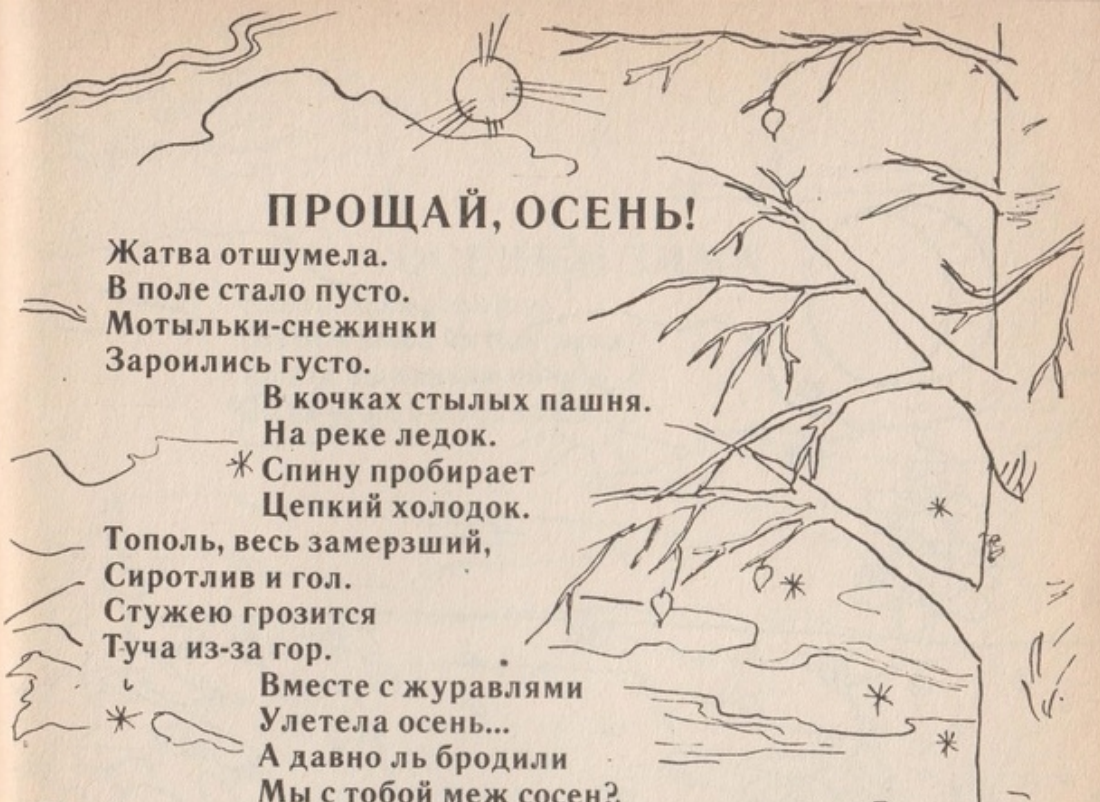 ПРОЩАЙ, ОСЕНЬ!
Жатва отшумела.
В поле стало пусто.
Мотыльки-снежинки
Зароились густо.
В кочках стылых пашня.
На реке ледок.
Спину пробирает
Цепкий холодок.
Тополь, весь замерзший,
Сиротлив и гол.
Стужею грозится
Туча из-за гор.
Вместе с журавлями
Улетела осень...
А давно ль бродили
Мы с тобой меж сосен?